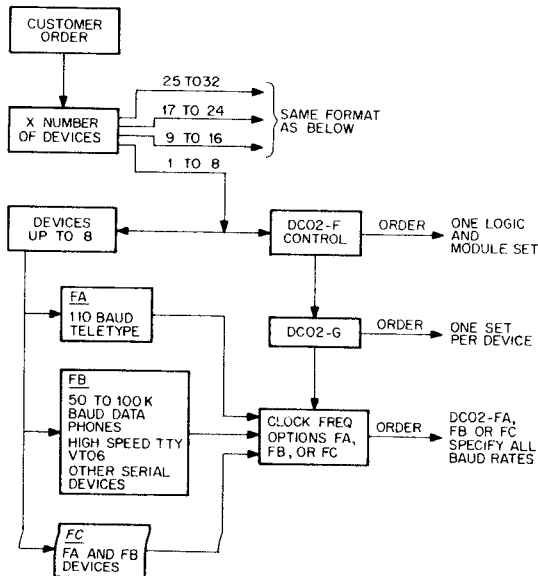 CUSTOMER
ORDER
X NUMBER
OF DEVICES
25 TO 32
17 TO 24
9 TO 16
1 TO 8
SAME FORMAT
AS BELOW
DEVICES
UP TO 8
DC02-F
CONTROL
ORDER
ONE LOGIC
AND
MODULE SET
FA
110 BAUD
TELETYPE
DC02-G
ORDER
ONE SET
PER DEVICE
FB
50 TO 100K
BAUD DATA
PHONES
HIGH SPEED TTY
VT06
OTHER SERIAL
DEVICES
CLOCK FREQ
OPTIONS FA,
FB, OR FC
ORDER
DC02-FA,
FB OR FC
SPECIFY ALL
BAUD RATES
FC
FA AND FB
DEVICES